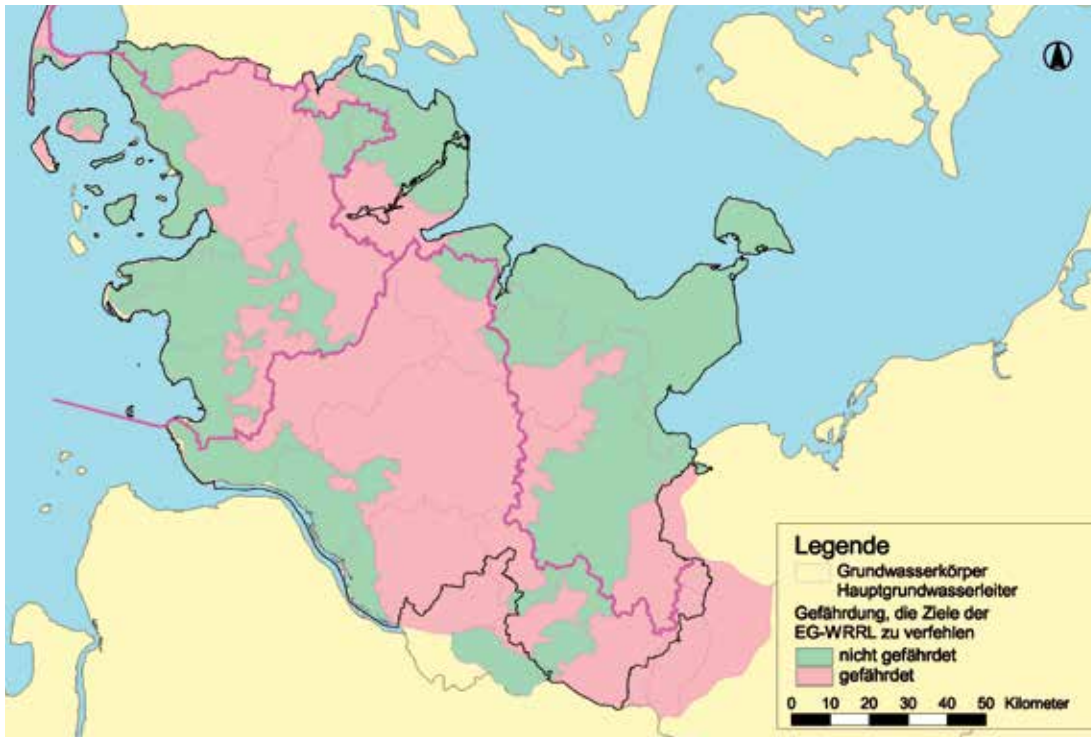 Legende
Grundwasserkörper
Hauptgrundwasserleiter
Gefährdung, die Ziele der
EG-WRRL zu verfehlen
nicht gefährdet
gefährdet
0 10 20 30 40 50 Kilometer